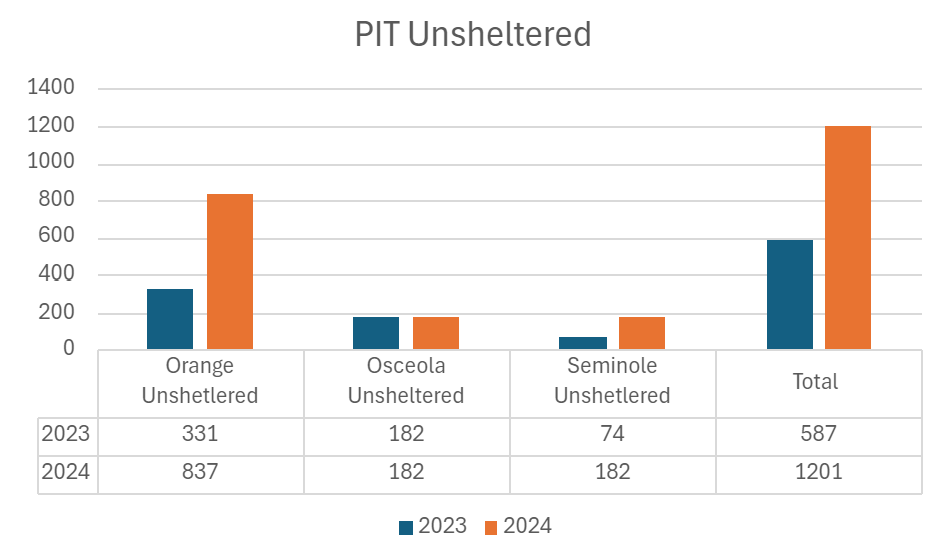 PIT Unsheltered
1400
1200
1000
800
600
400
200
0
Orange
Unshetlered
Osceola
Unsheltered
Seminole
Unshetlered
Total
2023 331 182 74 587
2024 837 182 182 1201
2023 2024